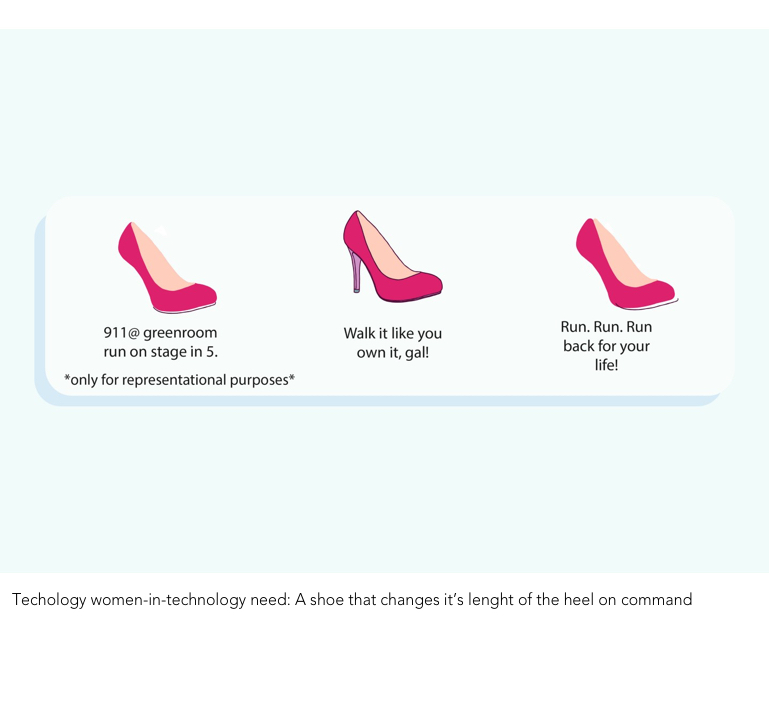 911@ greenroom
run on stage in 5.
*only for representational purposes*
Walk it like you
own it, gal!
Run. Run. Run
back for your
life!
Techology women-in-technology need: A shoe that changes it’s lenght of the heel on command